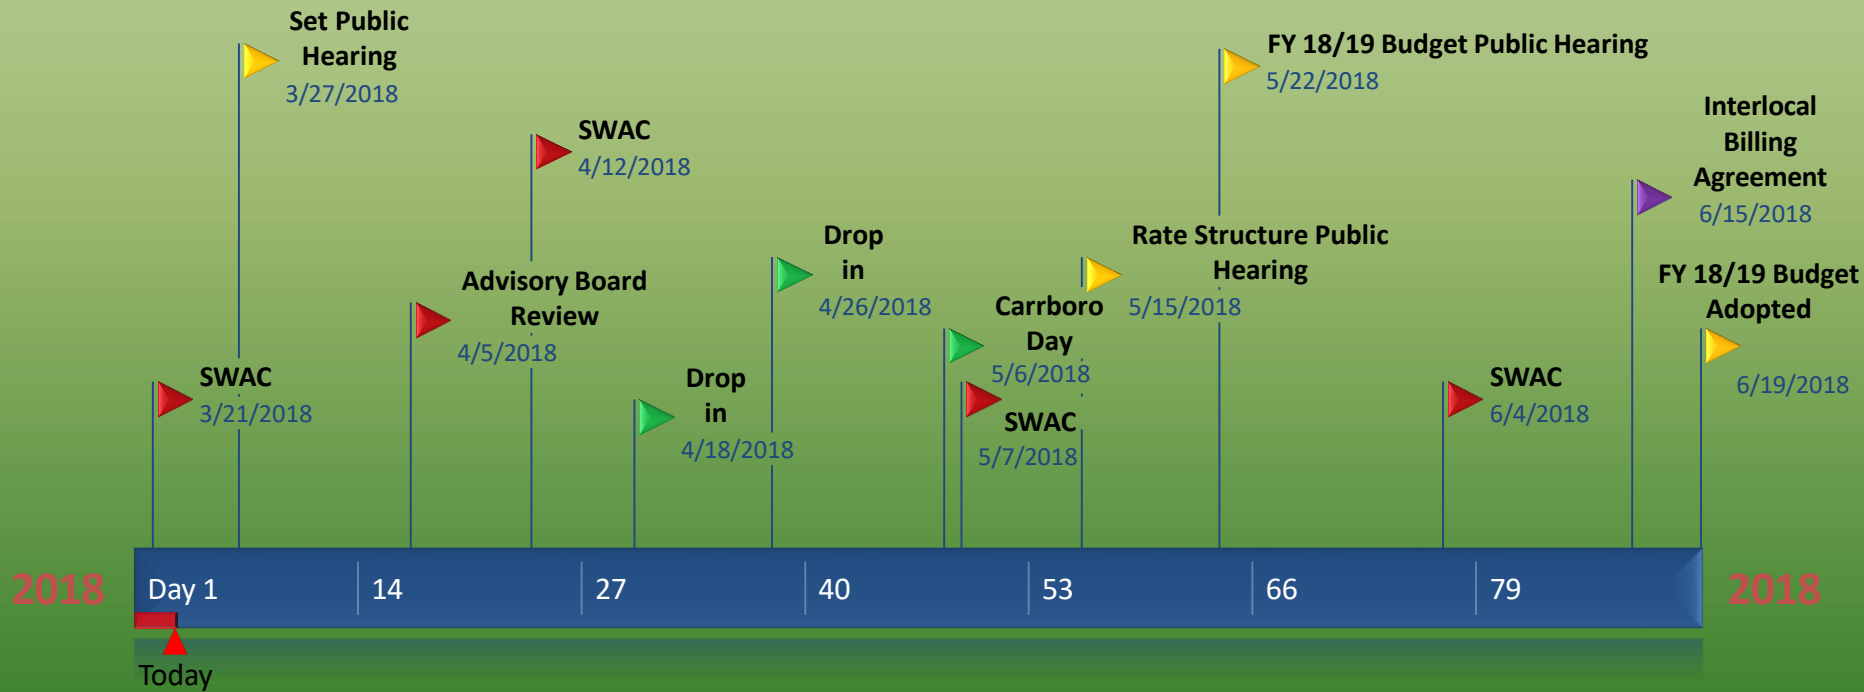 Set Public
Hearing
3/27/2018
FY 18/19 Budget Public Hearing
5/22/2018
SWAC
4/12/2018
Interlocal
Billing
Agreement
6/15/2018
Drop
in
4/26/2018
Rate Structure Public
Hearing
5/15/2018
Advisory Board
Review
4/5/2018
FY 18/19 Budget
Adopted
6/19/2018
Carrboro
Day
5/6/2018
SWAC
3/21/2018
Drop
in
4/18/2018
SWAC
5/7/2018
SWAC
6/4/2018
2018
Day 1
14
27
40
53
66
79
2018
Today